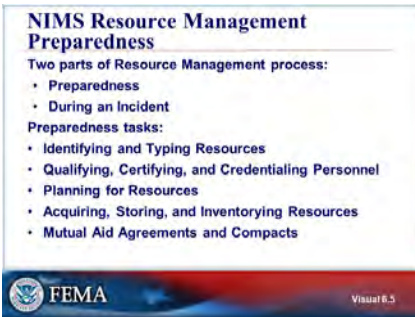 NIMS Resource Management
Preparedness
Two parts of Resource Management process:
• Preparedness
• During an Incident
Preparedness tasks:
• Identifying and Typing Resources
• Qualifying, Certifying, and Credentialing Personnel
• Planning for Resources
• Acquiring, Storing, and Inventorying Resources
• Mutual Aid Agreements and Compacts
FEMA
Visual 6.5